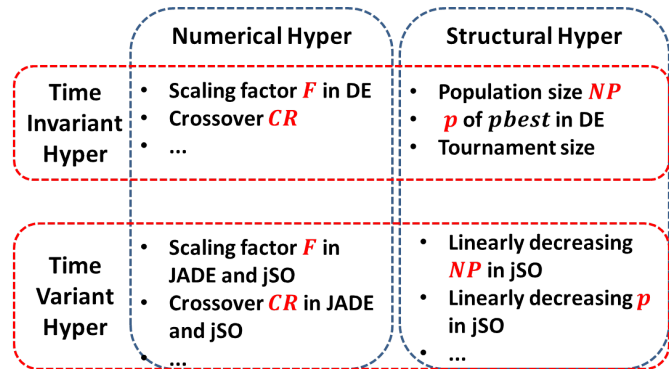 Numerical Hyper
Structural Hyper
Time
Invariant
Hyper
• Scaling factor F in DE
• Crossover CR
• ...
• Population size NP
• p of pbest in DE
• Tournament size
Time
Variant
Hyper
• Scaling factor F in
JADE and jSO
• Crossover CR in JADE
and jSO
• ...
• Linearly decreasing
NP in jSO
• Linearly decreasing p
in jSO
• ...